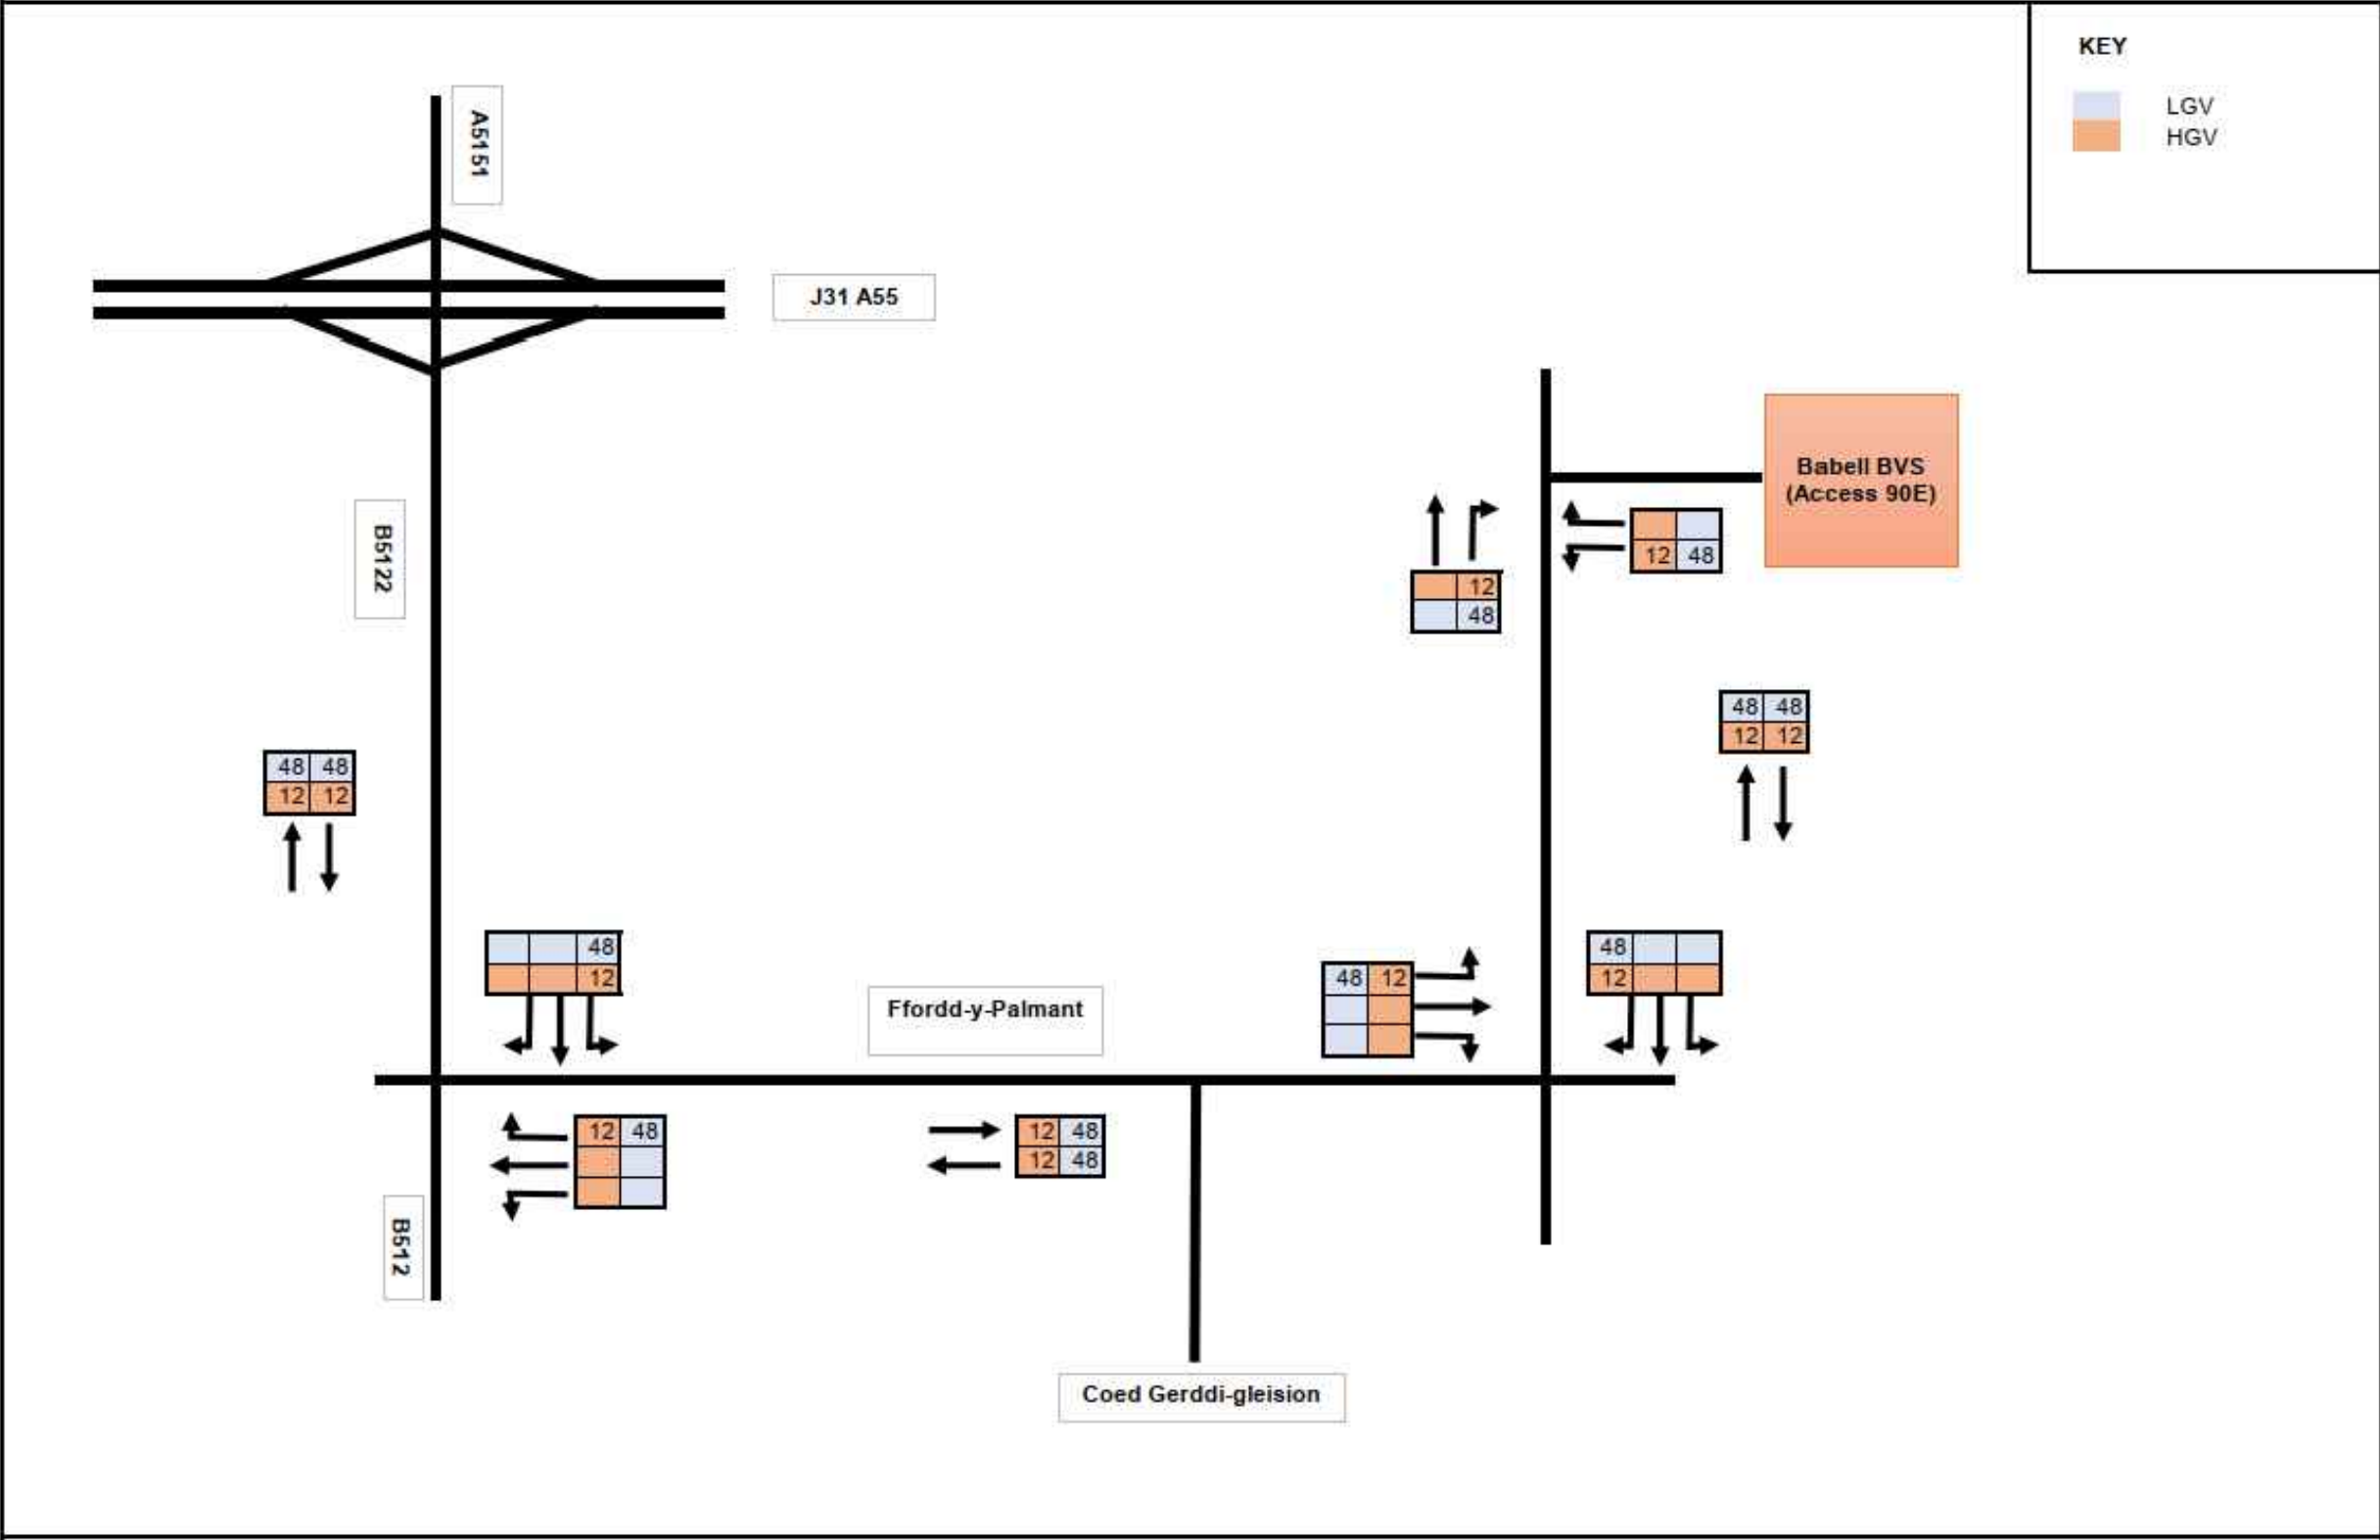 KEY
LGV
HGV
A5151
J31 A55
Babell BVS
(Access 90E)
B5122
12 48
12
48
48 48
12 12
48 48
12 12
48
12
48 12
48
12
Ffordd-y-Palmant
12 48
12 48
12 48
B512
Coed Gerddi-gleision